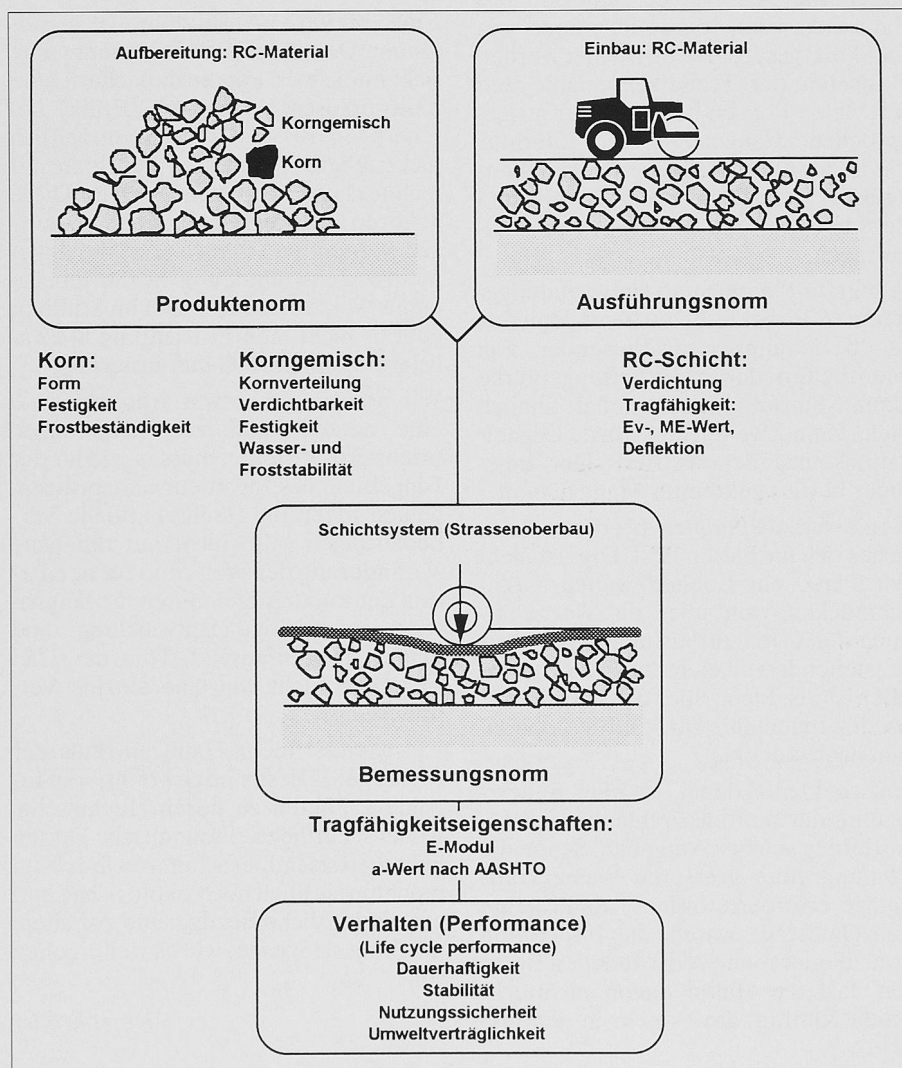 Aufbereitung: RC-Material
Korngemisch
Korn
Produktenorm
Einbau: RC-Material
Ausführungsnorm
Korn:
Form
Festigkeit
Frostbeständigkeit
Korngemisch:
Kornverteilung
Verdichtbarkeit
Festigkeit
Wasser- und
Froststabilität
RC-Schicht:
Verdichtung
Tragfähigkeit:
Ev-, ME-Wert,
Deflektion
Schichtsystem (Strassenoberbau)
Bemessungsnorm
Tragfähigkeitseigenschaften:
E-Modul
a-Wert nach AASHTO
Verhalten (Performance)
(Life cycle performance)
Dauerhaftigkeit
Stabilität
Nutzungssicherheit
Umweltverträglichkeit